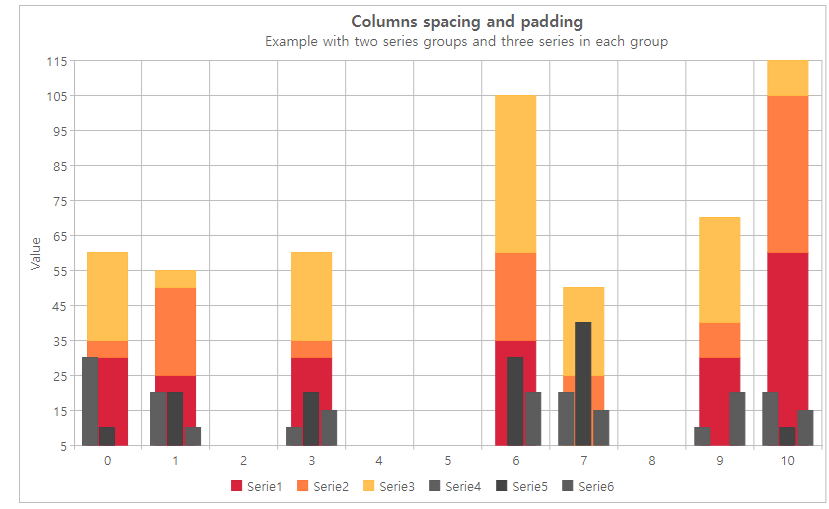 Columns spacing and padding
Example with two series groups and three series in each group
115
105
95
85
75
65
55
45
35
25
15
5
Value
0 1 2 3 4 5 6 7 8 9 10
Serie1 Serie2 Serie3 Serie4 Serie5 Serie6